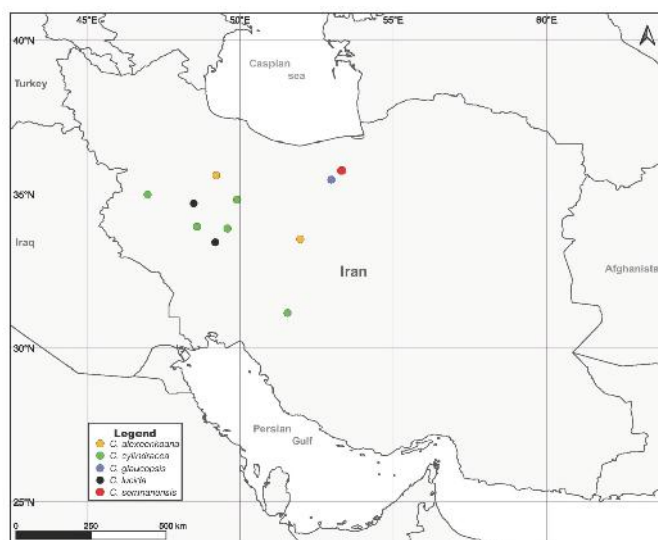 45°E 50°E 55°E 60°E
40°N
Caspian
sea
Turkey
35°N
Iraq
Iran
Afghanista
30°N
Persian
Gulf
Legend
C. alexeenkoana
C. cylindracea
C. glaucopsis
C. lucida
C. semnanensis
25°N
0 250 500 km